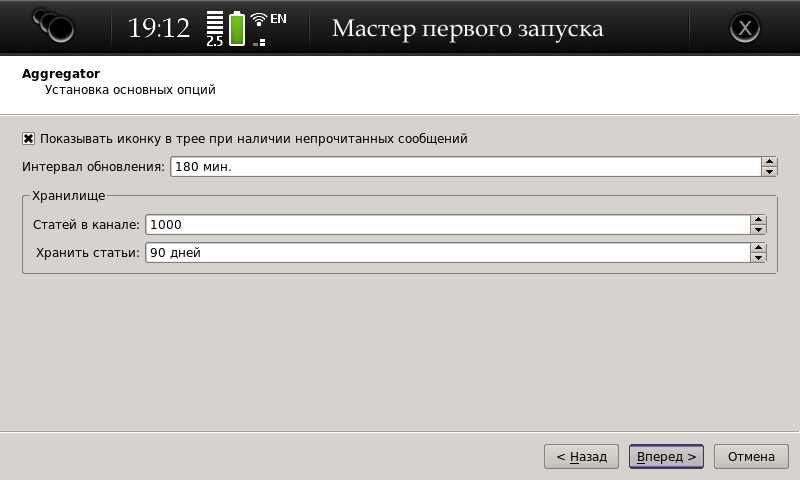 19:12 2.5 EN Мастер первого запуска X
Aggregator
Установка основных опций
Показывать иконку в трее при наличии непрочитанных сообщений
Интервал обновления: 180 мин.
Хранилище
Статей в канале: 1000
Хранить статьи: 90 дней
< Назад Вперед > Отмена